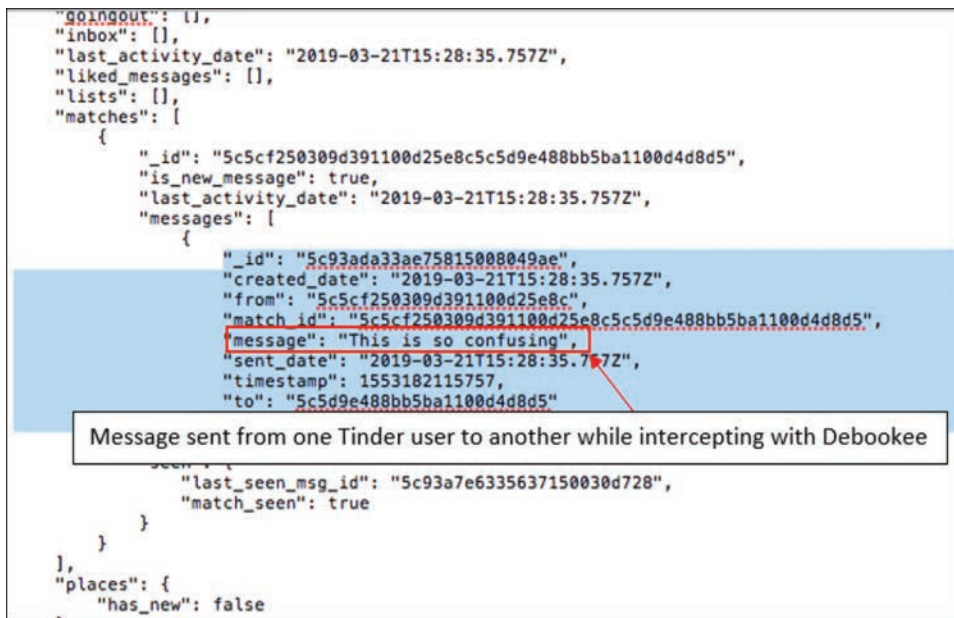 "goingout": [],
"inbox": [],
"last_activity_date": "2019-03-21T15:28:35.757Z",
"liked_messages": [],
"lists": [],
"matches": [
{
"_id": "5c5cf250309d391100d25e8c5c5d9e488bb5ba1100d4d8d5",
"is_new_message": true,
"last_activity_date": "2019-03-21T15:28:35.757Z",
"messages": [
{
"_id": "5c93ada33ae75815008049ae",
"created_date": "2019-03-21T15:28:35.757Z",
"from": "5c5cf250309d391100d25e8c",
"match_id": "5c5cf250309d391100d25e8c5c5d9e488bb5ba1100d4d8d5",
"message": "This is so confusing",
"sent_date": "2019-03-21T15:28:35.757Z",
"timestamp": 1553182115757,
"to": "5c5d9e488bb5ba1100d4d8d5"
Message sent from one Tinder user to another while intercepting with Debookee
"seen": {
"last_seen_msg_id": "5c93a7e6335637150030d728",
"match_seen": true
}
}
],
"places": {
"has_new": false